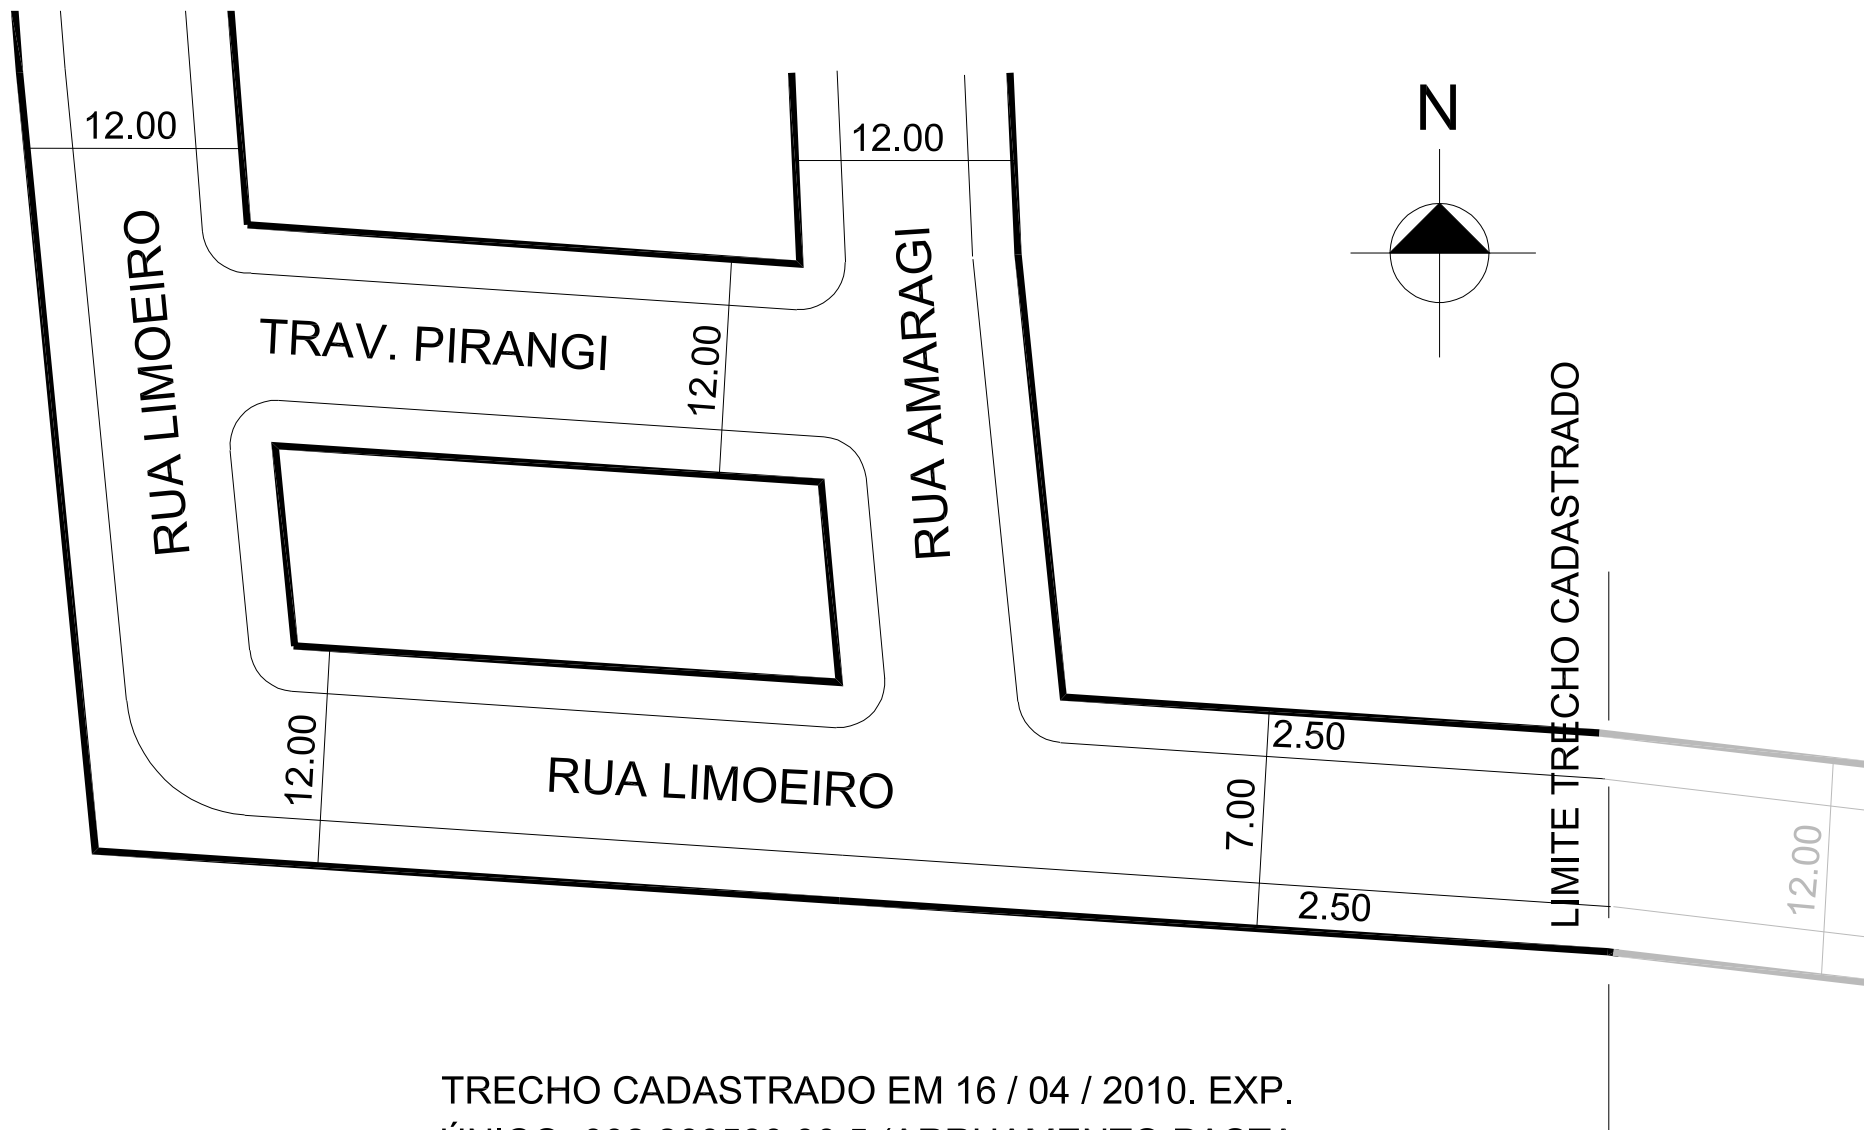 12.00
12.00
N
RUA LIMOEIRO
RUA AMARAGI
TRAV. PIRANGI
12.00
LIMITE TRECHO CADASTRADO
12.00
RUA LIMOEIRO
2.50
7.00
2.50
12.00
TRECHO CADASTRADO EM 16 / 04 / 2010. EXP.